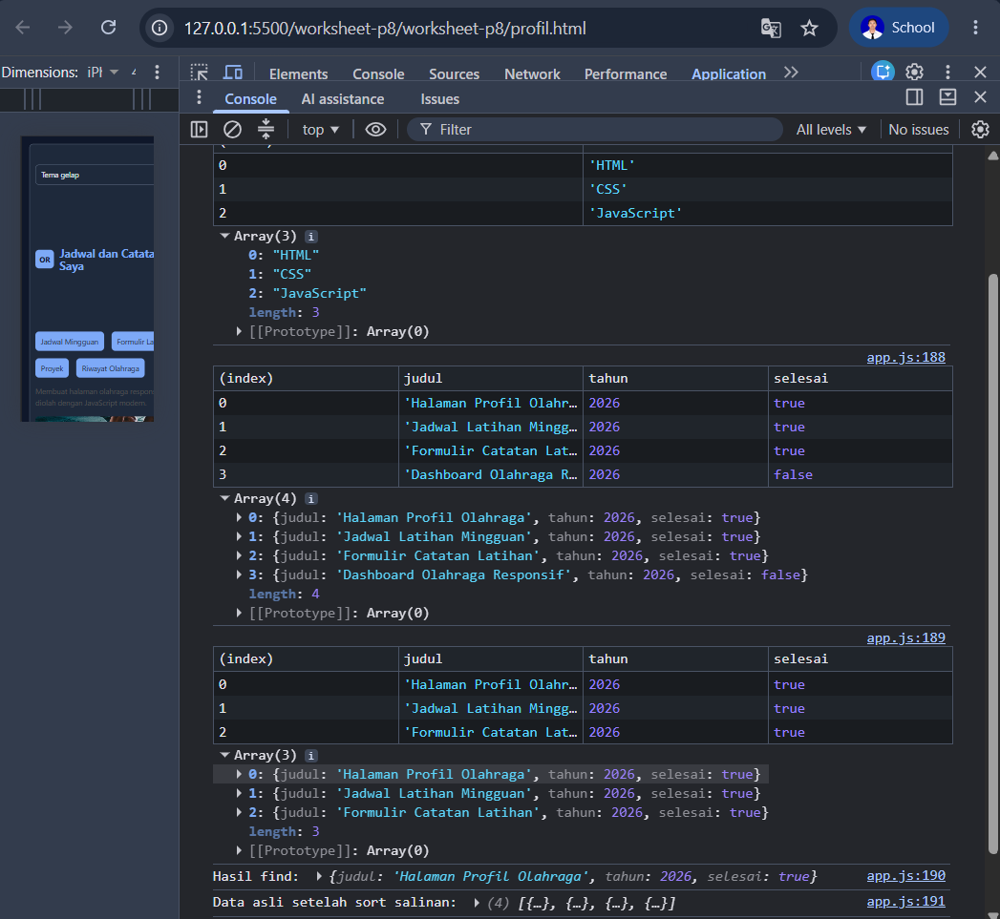 127.0.0.1:5500/worksheet-p8/worksheet-p8/profil.html
School
Dimensions: iPh
Elements Console Sources Network Performance Application
Console AI assistance Issues
top Filter All levels No issues
Tema gelap
OR Jadwal dan Catata
Saya
Jadwal Mingguan Formulir La
Proyek Riwayat Olahraga
Membuat halaman olahraga respon
diolah dengan JavaScript modern.
0 'HTML'
1 'CSS'
2 'JavaScript'
Array(3) i
0: "HTML"
1: "CSS"
2: "JavaScript"
length: 3
[[Prototype]]: Array(0)
app.js:188
(index) judul tahun selesai
0 'Halaman Profil Olahr… 2026 true
1 'Jadwal Latihan Mingg… 2026 true
2 'Formulir Catatan Lat… 2026 true
3 'Dashboard Olahraga R… 2026 false
Array(4) i
0: {judul: 'Halaman Profil Olahraga', tahun: 2026, selesai: true}
1: {judul: 'Jadwal Latihan Mingguan', tahun: 2026, selesai: true}
2: {judul: 'Formulir Catatan Latihan', tahun: 2026, selesai: true}
3: {judul: 'Dashboard Olahraga Responsif', tahun: 2026, selesai: false}
length: 4
[[Prototype]]: Array(0)
app.js:189
(index) judul tahun selesai
0 'Halaman Profil Olahr… 2026 true
1 'Jadwal Latihan Mingg… 2026 true
2 'Formulir Catatan Lat… 2026 true
Array(3) i
0: {judul: 'Halaman Profil Olahraga', tahun: 2026, selesai: true}
1: {judul: 'Jadwal Latihan Mingguan', tahun: 2026, selesai: true}
2: {judul: 'Formulir Catatan Latihan', tahun: 2026, selesai: true}
length: 3
[[Prototype]]: Array(0)
Hasil find: {judul: 'Halaman Profil Olahraga', tahun: 2026, selesai: true} app.js:190
Data asli setelah sort salinan: (4) [{…}, {…}, {…}, {…}] app.js:191